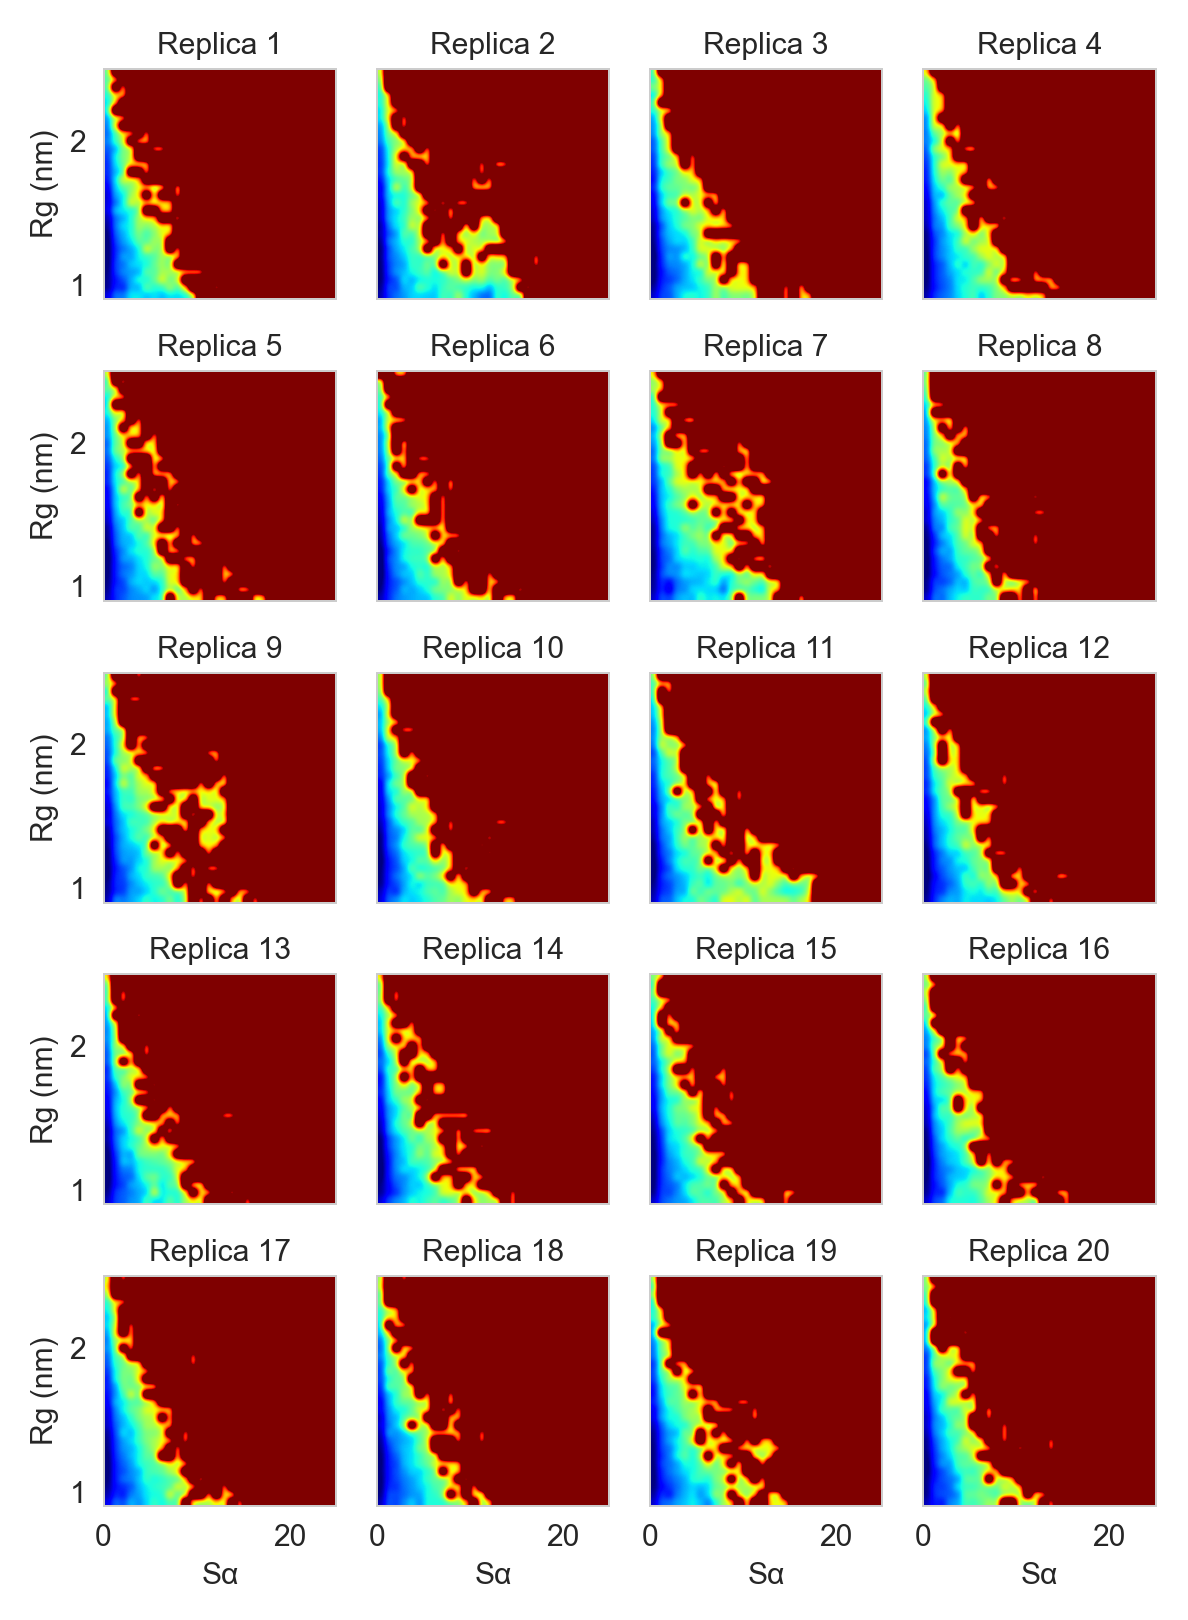 Replica 1 Replica 2 Replica 3 Replica 4
2
Rg (nm)
1
Replica 5 Replica 6 Replica 7 Replica 8
2
Rg (nm)
1
Replica 9 Replica 10 Replica 11 Replica 12
2
Rg (nm)
1
Replica 13 Replica 14 Replica 15 Replica 16
2
Rg (nm)
1
Replica 17 Replica 18 Replica 19 Replica 20
2
Rg (nm)
1
0 20 0 20 0 20 0 20
Sα Sα Sα Sα